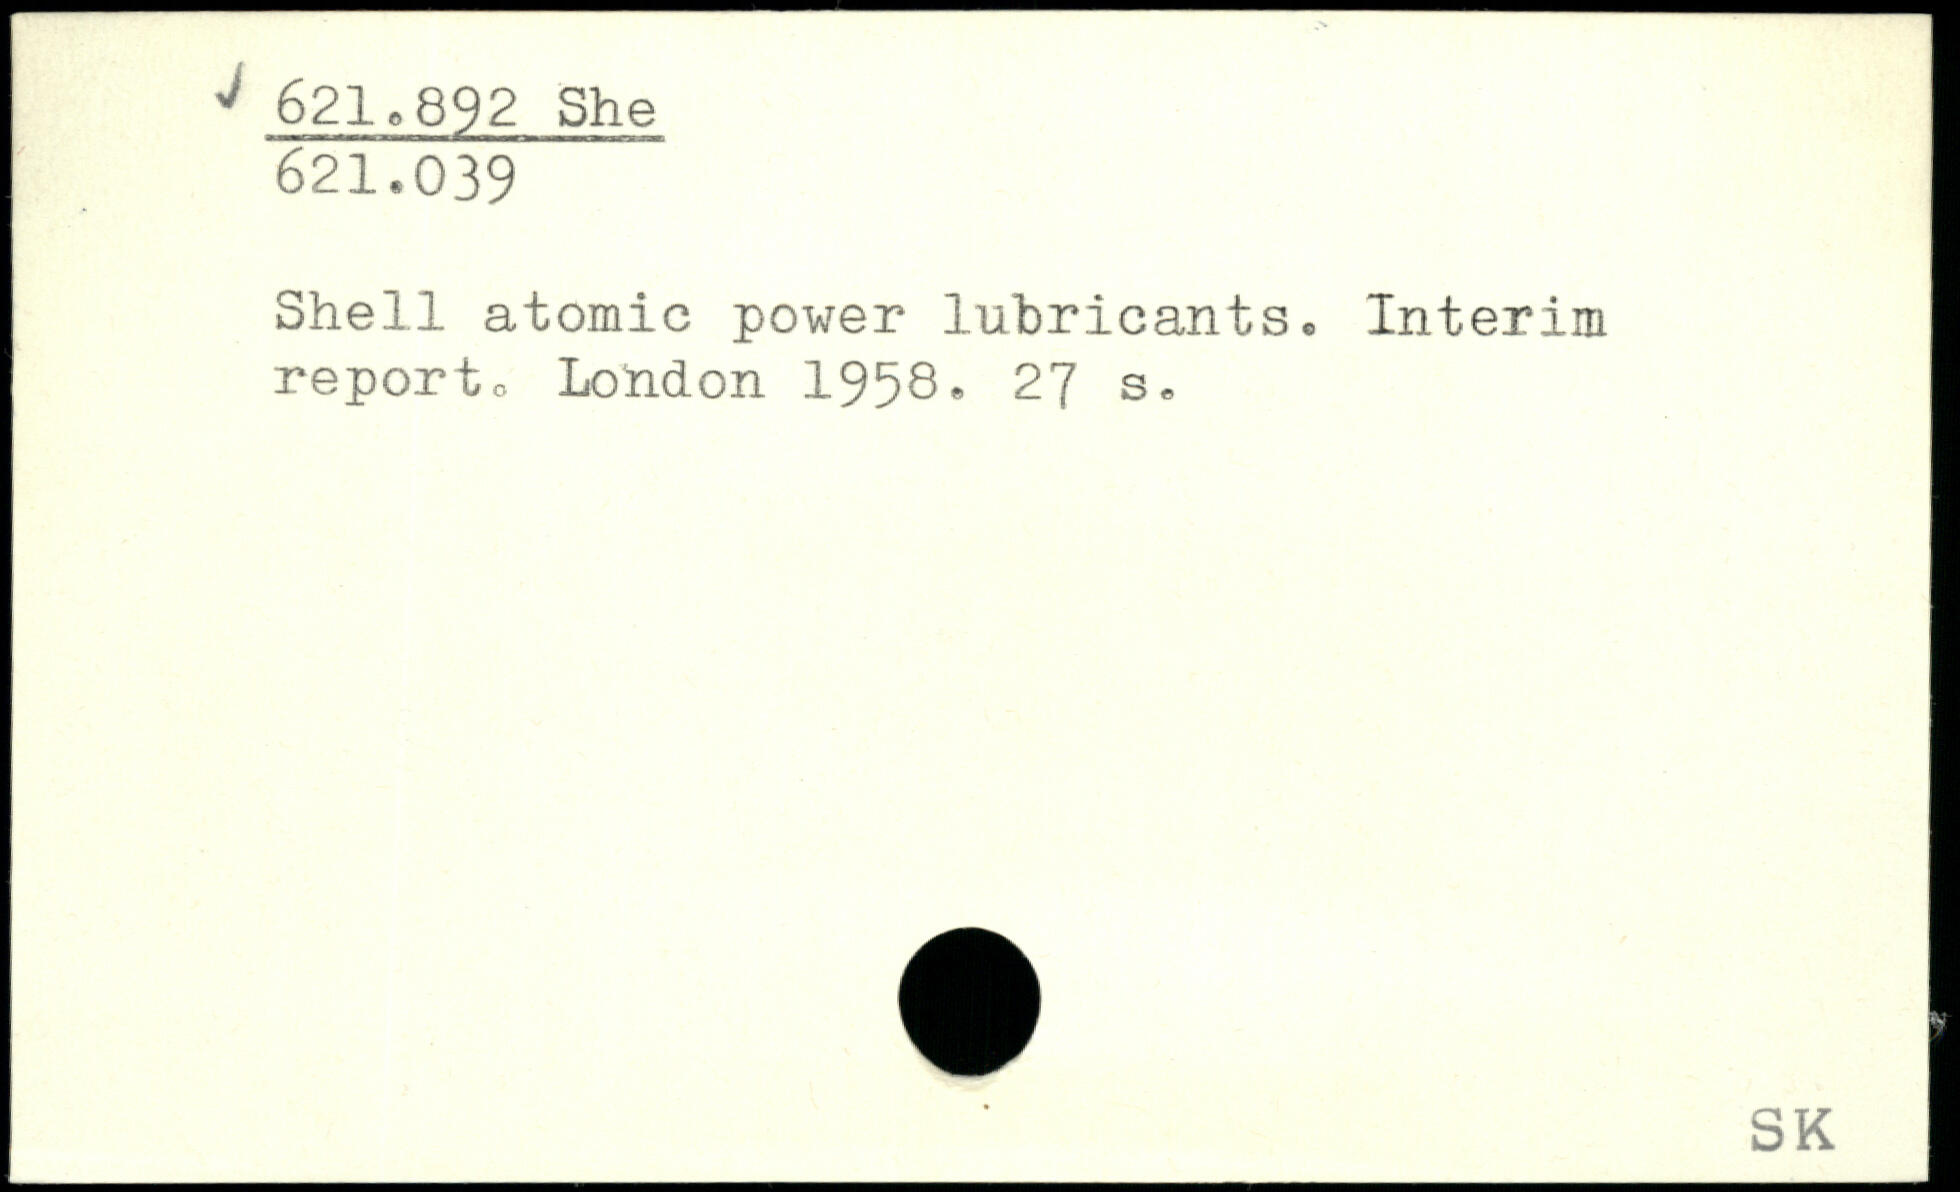 ✓ 621.892 She
621.039
Shell atomic power lubricants. Interim
report. London 1958. 27 s.
SK